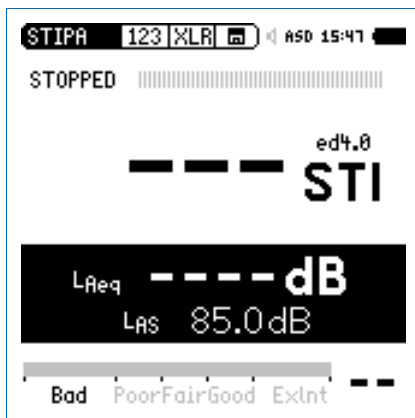 STIPA 123 XLR ASD 15:47
STOPPED
ed4.0
--- STI
LAeq ----dB
LAS 85.0dB
Bad Poor Fair Good Exlnt --